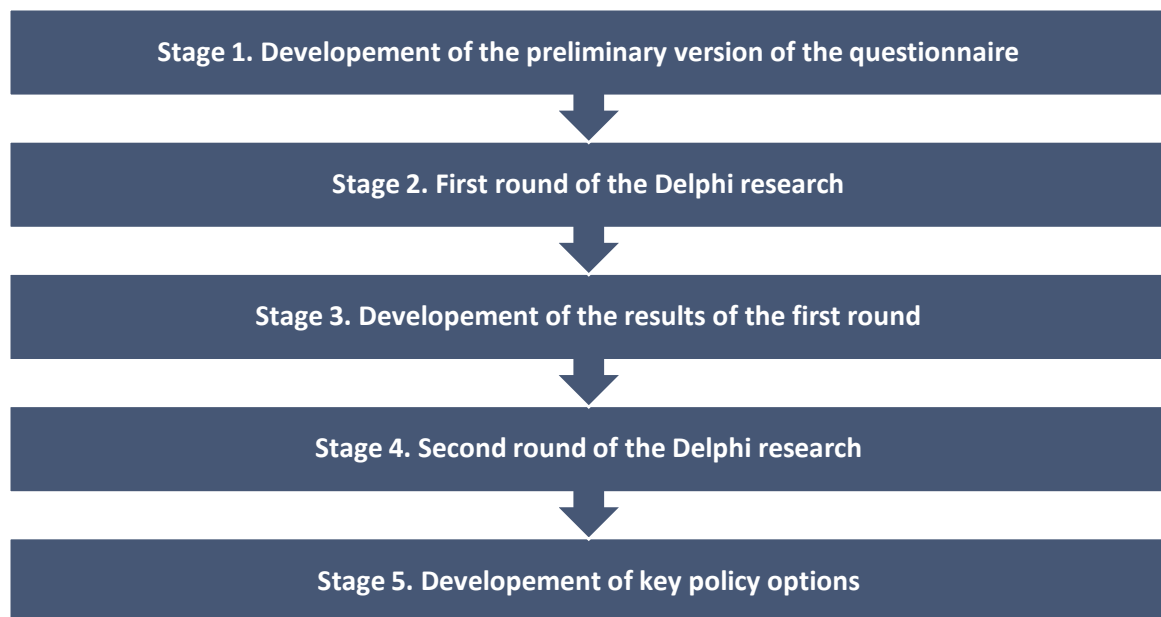 Stage 1. Developement of the preliminary version of the questionnaire
Stage 2. First round of the Delphi research
Stage 3. Developement of the results of the first round
Stage 4. Second round of the Delphi research
Stage 5. Developement of key policy options